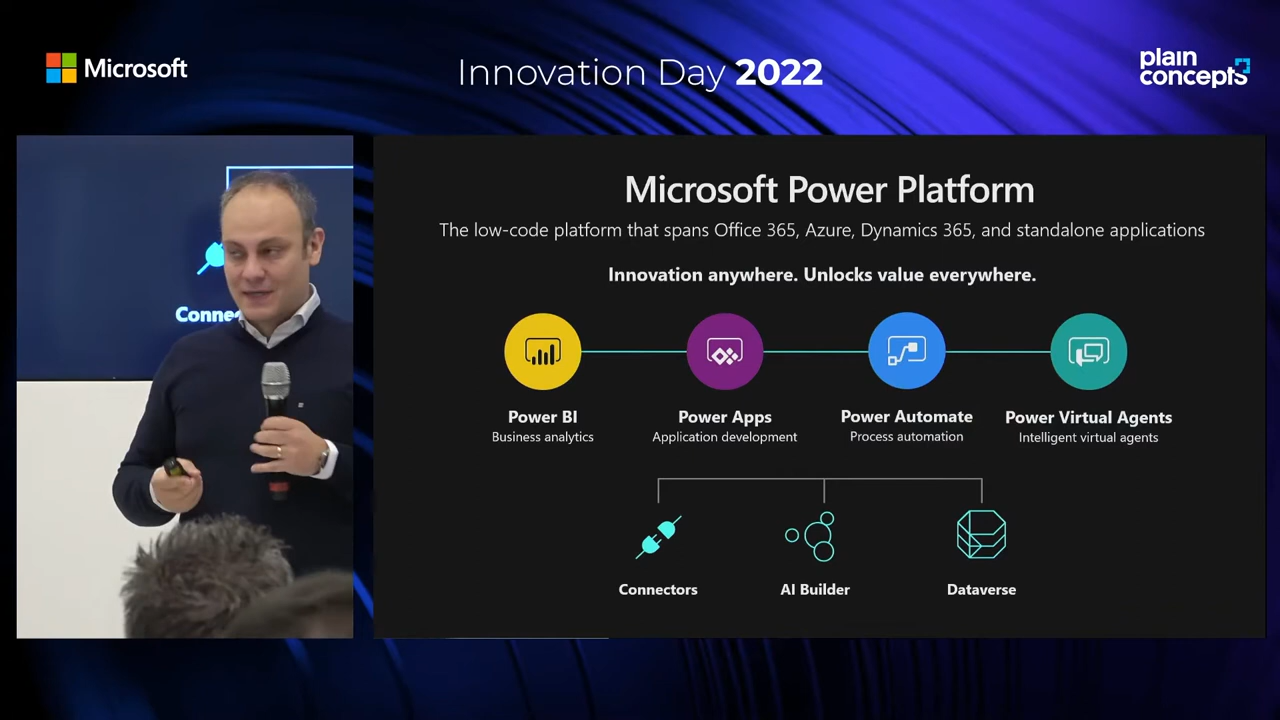 Microsoft
Innovation Day 2022
plain
concepts
Microsoft Power Platform
The low-code platform that spans Office 365, Azure, Dynamics 365, and standalone applications
Innovation anywhere. Unlocks value everywhere.
Power BI
Business analytics
Power Apps
Application development
Power Automate
Process automation
Power Virtual Agents
Intelligent virtual agents
Connectors
AI Builder
Dataverse
Conne